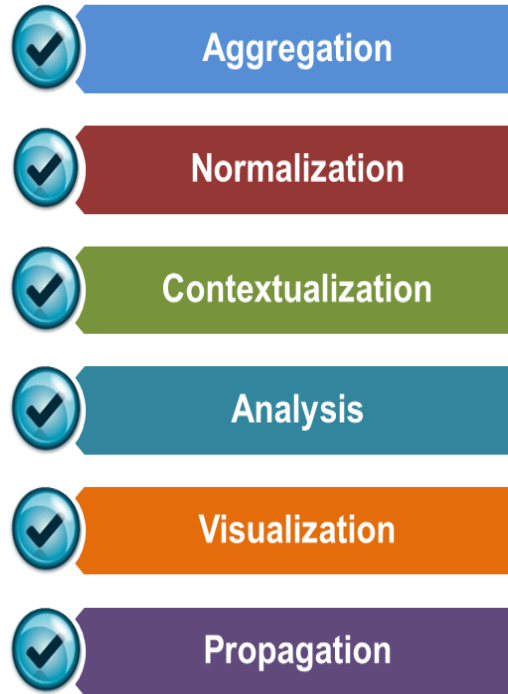 Aggregation
Normalization
Contextualization
Analysis
Visualization
Propagation